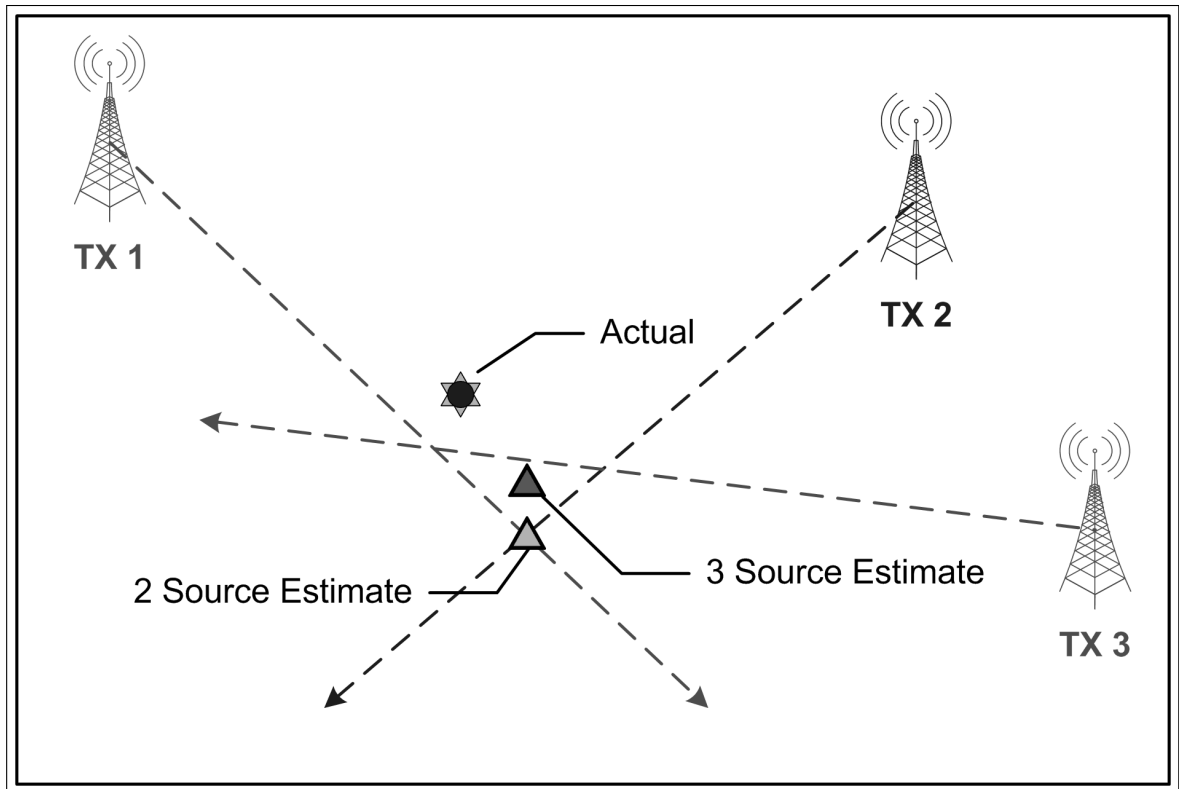 TX 1
TX 2
Actual
3 Source Estimate
2 Source Estimate
TX 3